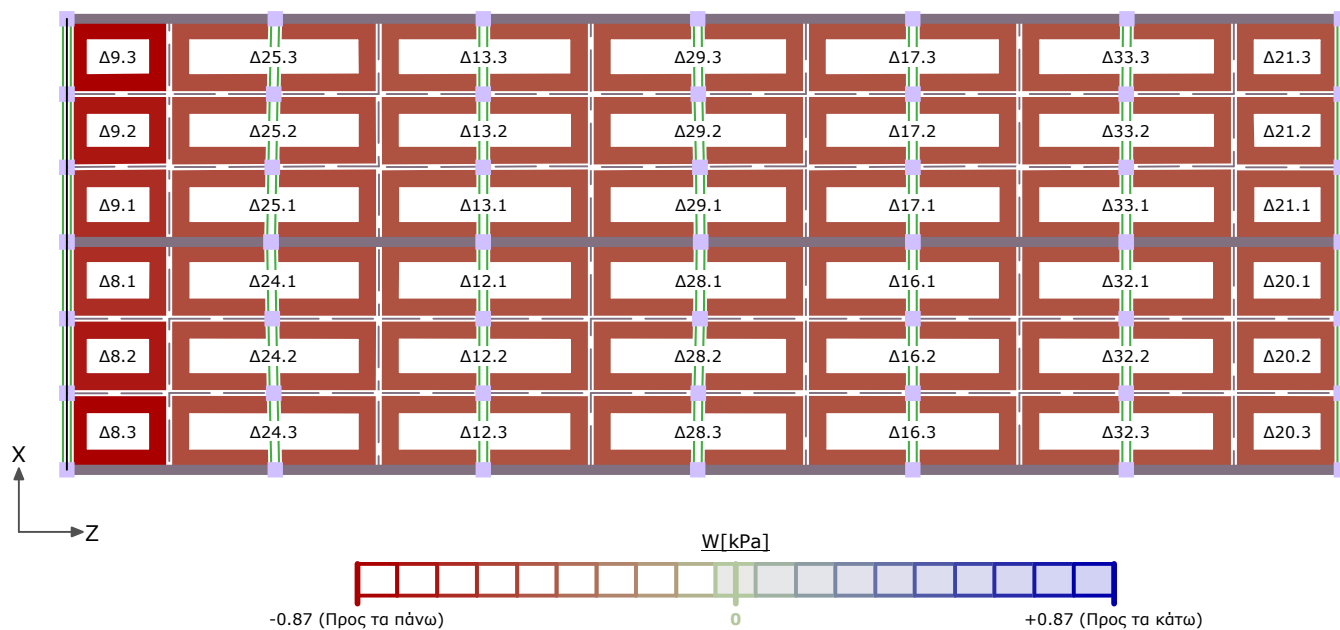 Δ9.3 Δ25.3 Δ13.3 Δ29.3 Δ17.3 Δ33.3 Δ21.3
Δ9.2 Δ25.2 Δ13.2 Δ29.2 Δ17.2 Δ33.2 Δ21.2
Δ9.1 Δ25.1 Δ13.1 Δ29.1 Δ17.1 Δ33.1 Δ21.1
Δ8.1 Δ24.1 Δ12.1 Δ28.1 Δ16.1 Δ32.1 Δ20.1
Δ8.2 Δ24.2 Δ12.2 Δ28.2 Δ16.2 Δ32.2 Δ20.2
Δ8.3 Δ24.3 Δ12.3 Δ28.3 Δ16.3 Δ32.3 Δ20.3
X
Z
W[kPa]
-0.87 (Προς τα πάνω) 0 +0.87 (Προς τα κάτω)